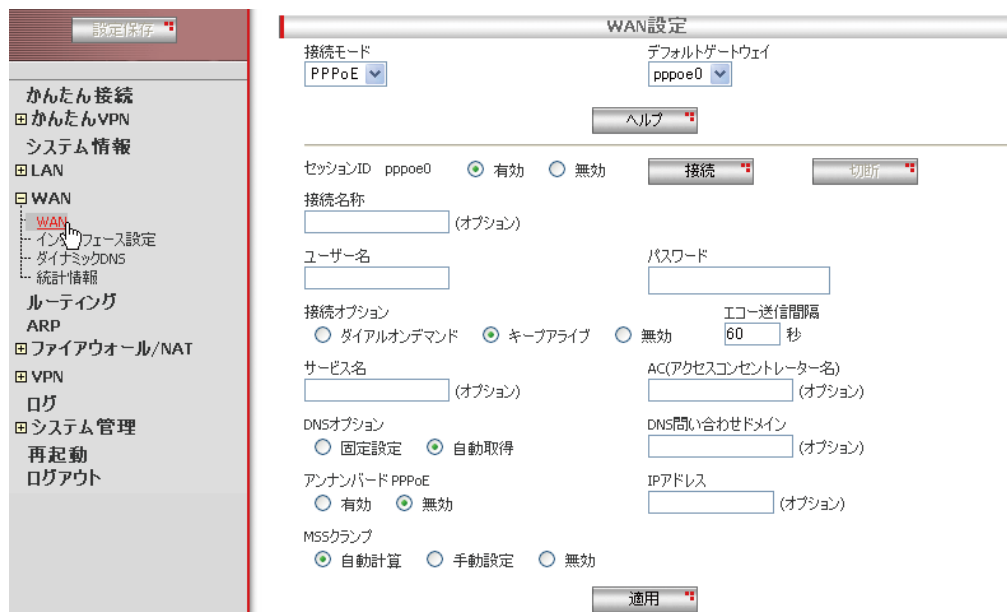 設定保存
かんたん接続
かんたんVPN
システム情報
LAN
WAN
WAN
インタフェース設定
ダイナミックDNS
統計情報
ルーティング
ARP
ファイアウォール/NAT
VPN
ログ
システム管理
再起動
ログアウト
WAN設定
接続モード デフォルトゲートウェイ
PPPoE pppoe0
ヘルプ
セッションID pppoe0 有効 無効 接続 切断
接続名称
(オプション)
ユーザー名 パスワード
接続オプション エコー送信間隔
ダイアルオンデマンド キープアライブ 無効 60 秒
サービス名 AC(アクセスコンセントレーター名)
(オプション) (オプション)
DNSオプション DNS問い合わせドメイン
固定設定 自動取得 (オプション)
アンナンバード PPPoE IPアドレス
有効 無効 (オプション)
MSSクランプ
自動計算 手動設定 無効
適用